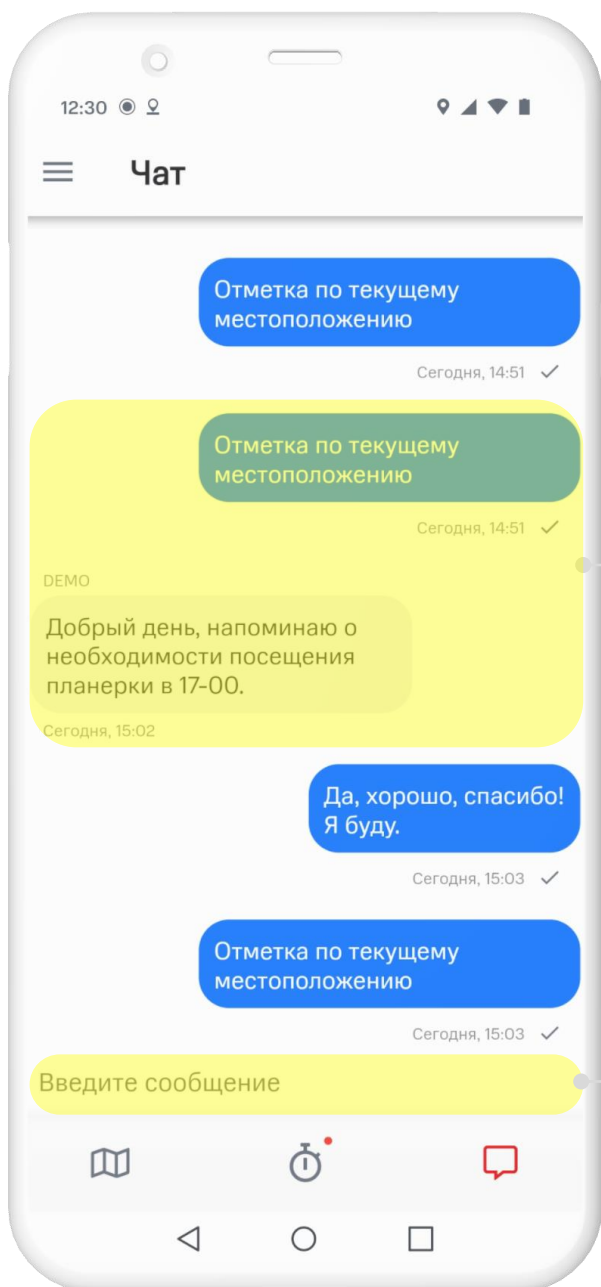 12:30
Чат
Отметка по текущему
местоположению
Сегодня, 14:51
Отметка по текущему
местоположению
Сегодня, 14:51
DEMO
Добрый день, напоминаю о
необходимости посещения
планерки в 17-00.
Сегодня, 15:02
Да, хорошо, спасибо!
Я буду.
Сегодня, 15:03
Отметка по текущему
местоположению
Сегодня, 15:03
Введите сообщение